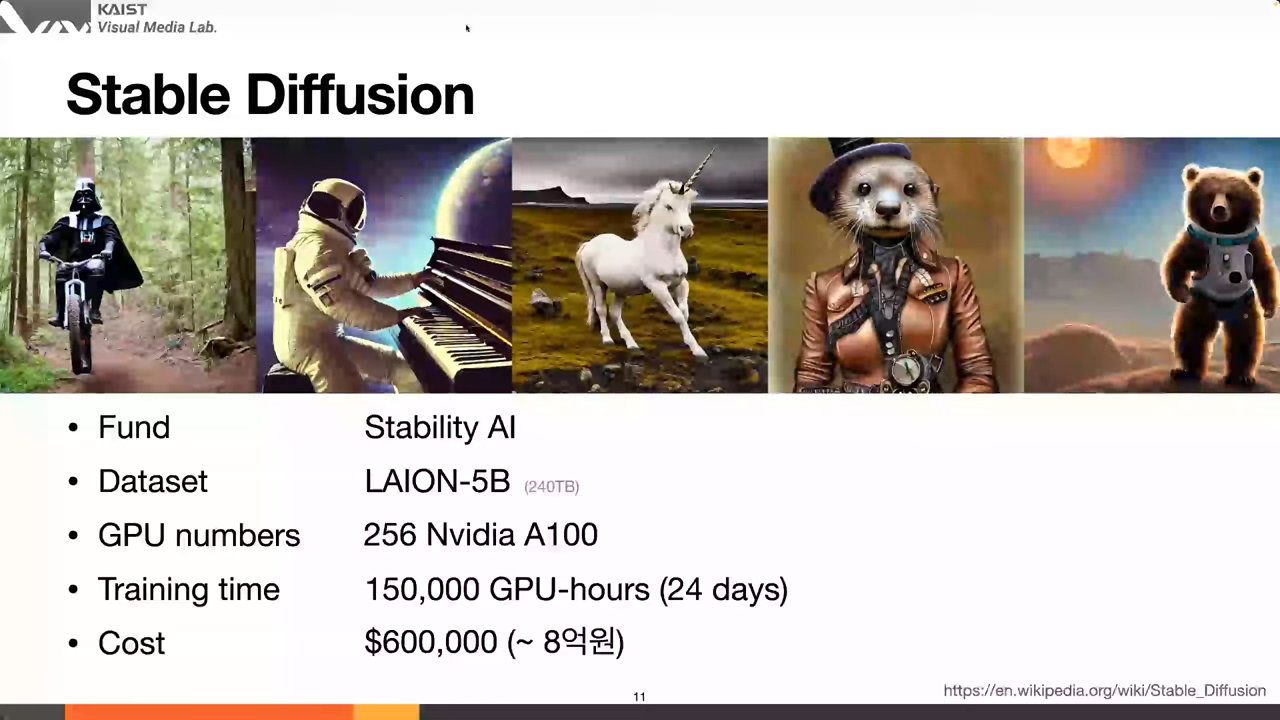 KAIST
Visual Media Lab.
Stable Diffusion
• Fund Stability AI
• Dataset LAION-5B (240TB)
• GPU numbers 256 Nvidia A100
• Training time 150,000 GPU-hours (24 days)
• Cost $600,000 (~ 8억원)
11
https://en.wikipedia.org/wiki/Stable_Diffusion